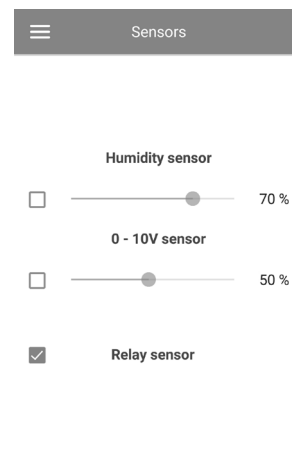 Sensors
Humidity sensor
70 %
0 - 10V sensor
50 %
Relay sensor